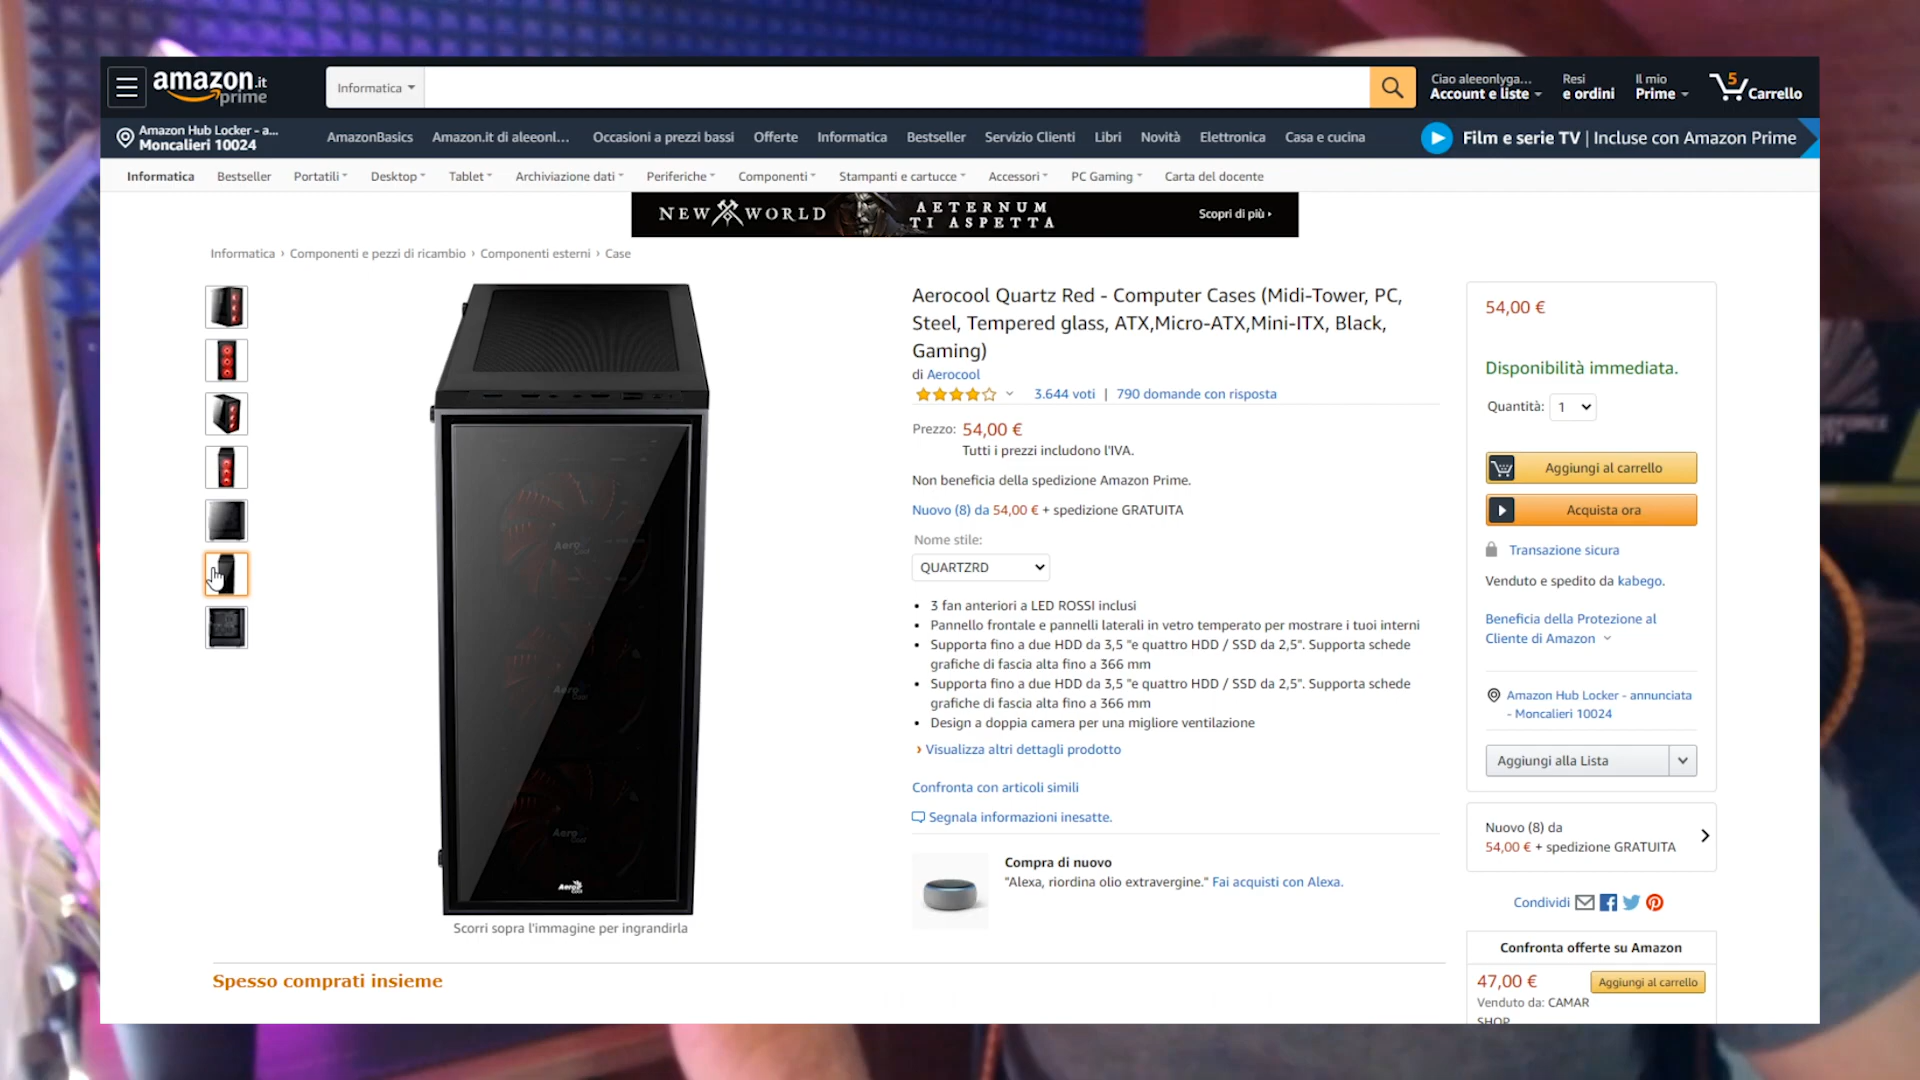 amazon.it
prime
Informatica
Ciao aleeonlyga...
Account e liste
Resi
e ordini
Il mio
Prime
5
Carrello
Amazon Hub Locker - a...
Moncalieri 10024
AmazonBasics
Amazon.it di aleeonl...
Occasioni a prezzi bassi
Offerte
Informatica
Bestseller
Servizio Clienti
Libri
Novità
Elettronica
Casa e cucina
Film e serie TV | Incluse con Amazon Prime
Informatica
Bestseller
Portatili
Desktop
Tablet
Archiviazione dati
Periferiche
Componenti
Stampanti e cartucce
Accessori
PC Gaming
Carta del docente
NEW WORLD
AETERNUM
TI ASPETTA
Scopri di più ›
Informatica › Componenti e pezzi di ricambio › Componenti esterni › Case
Aero
Cool
Aero
Cool
Aero
Cool
Aero
Cool
Scorri sopra l'immagine per ingrandirla
Aerocool Quartz Red - Computer Cases (Midi-Tower, PC,
Steel, Tempered glass, ATX,Micro-ATX,Mini-ITX, Black,
Gaming)
di Aerocool
3.644 voti | 790 domande con risposta
Prezzo: 54,00 €
Tutti i prezzi includono l'IVA.
Non beneficia della spedizione Amazon Prime.
Nuovo (8) da 54,00 € + spedizione GRATUITA
Nome stile:
QUARTZRD
• 3 fan anteriori a LED ROSSI inclusi
• Pannello frontale e pannelli laterali in vetro temperato per mostrare i tuoi interni
• Supporta fino a due HDD da 3,5 "e quattro HDD / SSD da 2,5". Supporta schede
grafiche di fascia alta fino a 366 mm
• Supporta fino a due HDD da 3,5 "e quattro HDD / SSD da 2,5". Supporta schede
grafiche di fascia alta fino a 366 mm
• Design a doppia camera per una migliore ventilazione
› Visualizza altri dettagli prodotto
Confronta con articoli simili
Segnala informazioni inesatte.
Compra di nuovo
"Alexa, riordina olio extravergine." Fai acquisti con Alexa.
54,00 €
Disponibilità immediata.
Quantità: 1
Aggiungi al carrello
Acquista ora
Transazione sicura
Venduto e spedito da kabego.
Beneficia della Protezione al
Cliente di Amazon
Amazon Hub Locker - annunciata
- Moncalieri 10024
Aggiungi alla Lista
Nuovo (8) da
54,00 € + spedizione GRATUITA
Condividi
Confronta offerte su Amazon
47,00 €
Aggiungi al carrello
Venduto da: CAMAR
SHOP
Spesso comprati insieme